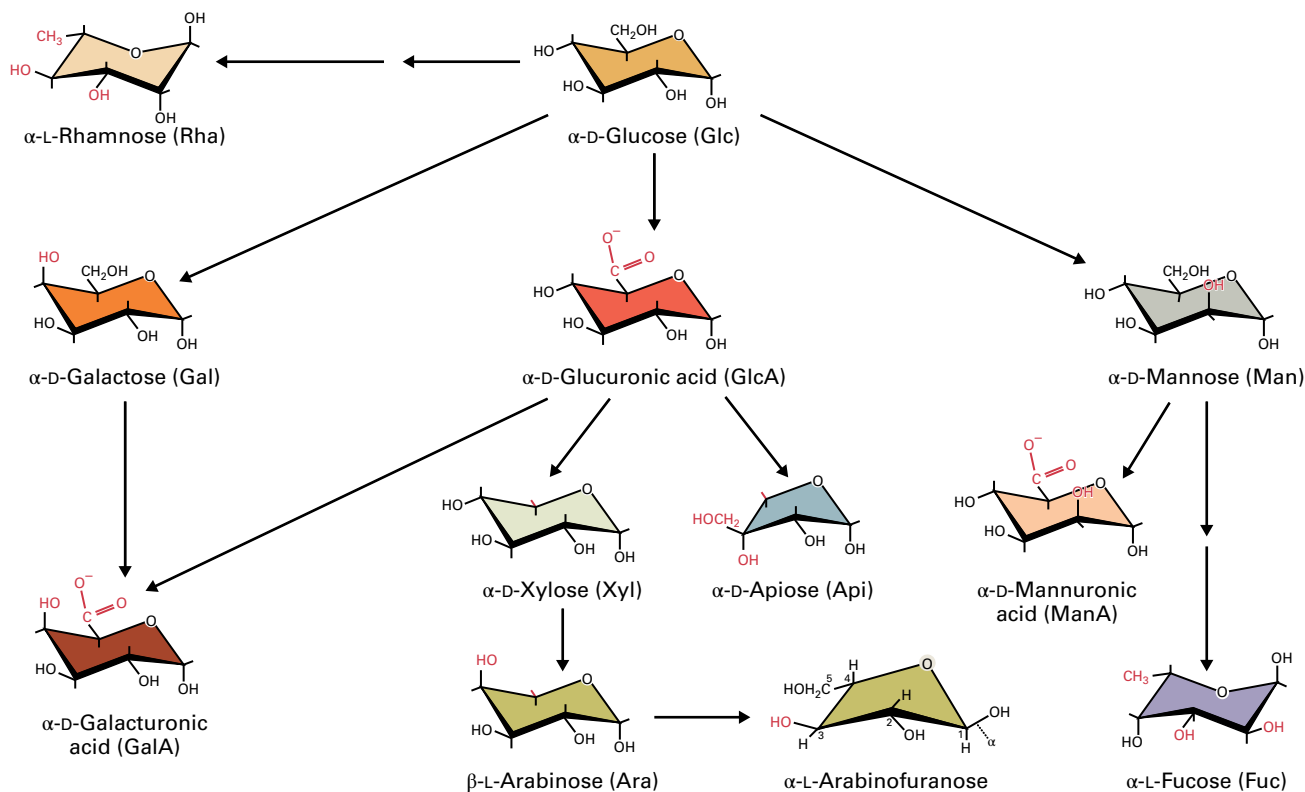 OH
CH₃
O
HO
OH
OH
α-L-Rhamnose (Rha)
CH₂OH
O
HO
HO
OH
OH
α-D-Glucose (Glc)
HO
CH₂OH
O
HO
OH
OH
α-D-Galactose (Gal)
O⁻
C
O
O
HO
HO
OH
OH
α-D-Glucuronic acid (GlcA)
CH₂OH
O
OH
HO
HO
OH
α-D-Mannose (Man)
O
HO
HO
OH
OH
α-D-Xylose (Xyl)
O
HOCH₂
OH
OH
OH
α-D-Apiose (Api)
O⁻
C
O
O
OH
HO
HO
OH
α-D-Mannuronic
acid (ManA)
O⁻
HO
O
C
O
HO
OH
OH
α-D-Galacturonic
acid (GalA)
HO
O
HO
OH
OH
β-L-Arabinose (Ara)
H
O
5
4
HOH₂C
H
HO
2
OH
OH
3
1
H
H
α
α-L-Arabinofuranose
OH
CH₃
O
HO
OH
OH
α-L-Fucose (Fuc)